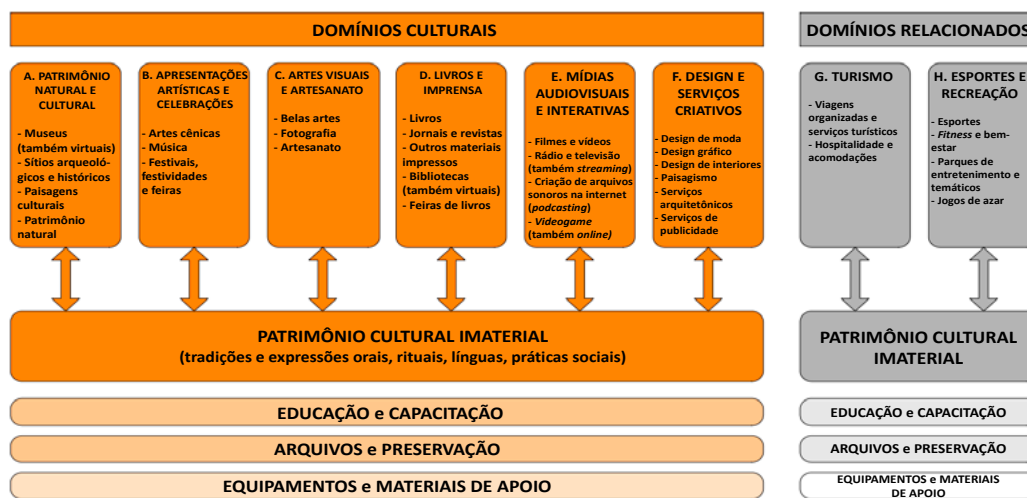 DOMÍNIOS CULTURAIS
A. PATRIMÔNIO
NATURAL E
CULTURAL
- Museus
(também virtuais)
- Sítios arqueoló-
gicos e históricos
- Paisagens
culturais
- Patrimônio
natural
B. APRESENTAÇÕES
ARTÍSTICAS E
CELEBRAÇÕES
- Artes cênicas
- Música
- Festivais,
festividades
e feiras
C. ARTES VISUAIS
E ARTESANATO
- Belas artes
- Fotografia
- Artesanato
D. LIVROS E
IMPRENSA
- Livros
- Jornais e revistas
- Outros materiais
impressos
- Bibliotecas
(também virtuais)
- Feiras de livros
E. MÍDIAS
AUDIOVISUAIS
E INTERATIVAS
- Filmes e vídeos
- Rádio e televisão
(também streaming)
- Criação de arquivos
sonoros na internet
(podcasting)
- Videogame
(também online)
F. DESIGN E
SERVIÇOS
CRIATIVOS
- Design de moda
- Design gráfico
- Design de interiores
- Paisagismo
- Serviços
arquitetônicos
- Serviços de
publicidade
PATRIMÔNIO CULTURAL IMATERIAL
(tradições e expressões orais, rituais, línguas, práticas sociais)
EDUCAÇÃO e CAPACITAÇÃO
ARQUIVOS e PRESERVAÇÃO
EQUIPAMENTOS e MATERIAIS DE APOIO
DOMÍNIOS RELACIONADOS
G. TURISMO
- Viagens
organizadas e
serviços turísticos
- Hospitalidade e
acomodações
H. ESPORTES E
RECREAÇÃO
- Esportes
- Fitness e bem-
estar
- Parques de
entretenimento e
temáticos
- Jogos de azar
PATRIMÔNIO CULTURAL
IMATERIAL
EDUCAÇÃO e CAPACITAÇÃO
ARQUIVOS e PRESERVAÇÃO
EQUIPAMENTOS e MATERIAIS
DE APOIO